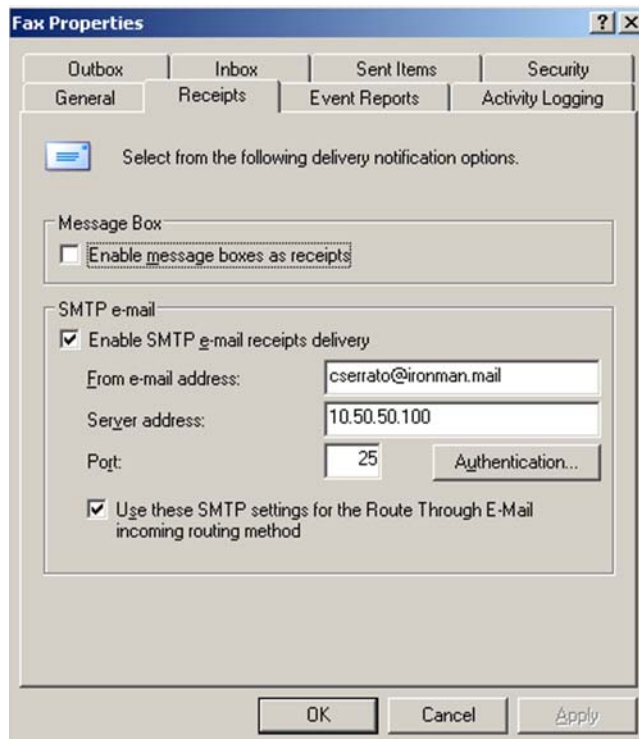 Fax Properties
Outbox Inbox Sent Items Security
General Receipts Event Reports Activity Logging
Select from the following delivery notification options.
Message Box
Enable message boxes as receipts
SMTP e-mail
Enable SMTP e-mail receipts delivery
From e-mail address: cserrato@ironman.mail
Server address: 10.50.50.100
Port: 25 Authentication...
Use these SMTP settings for the Route Through E-Mail
incoming routing method
OK Cancel Apply